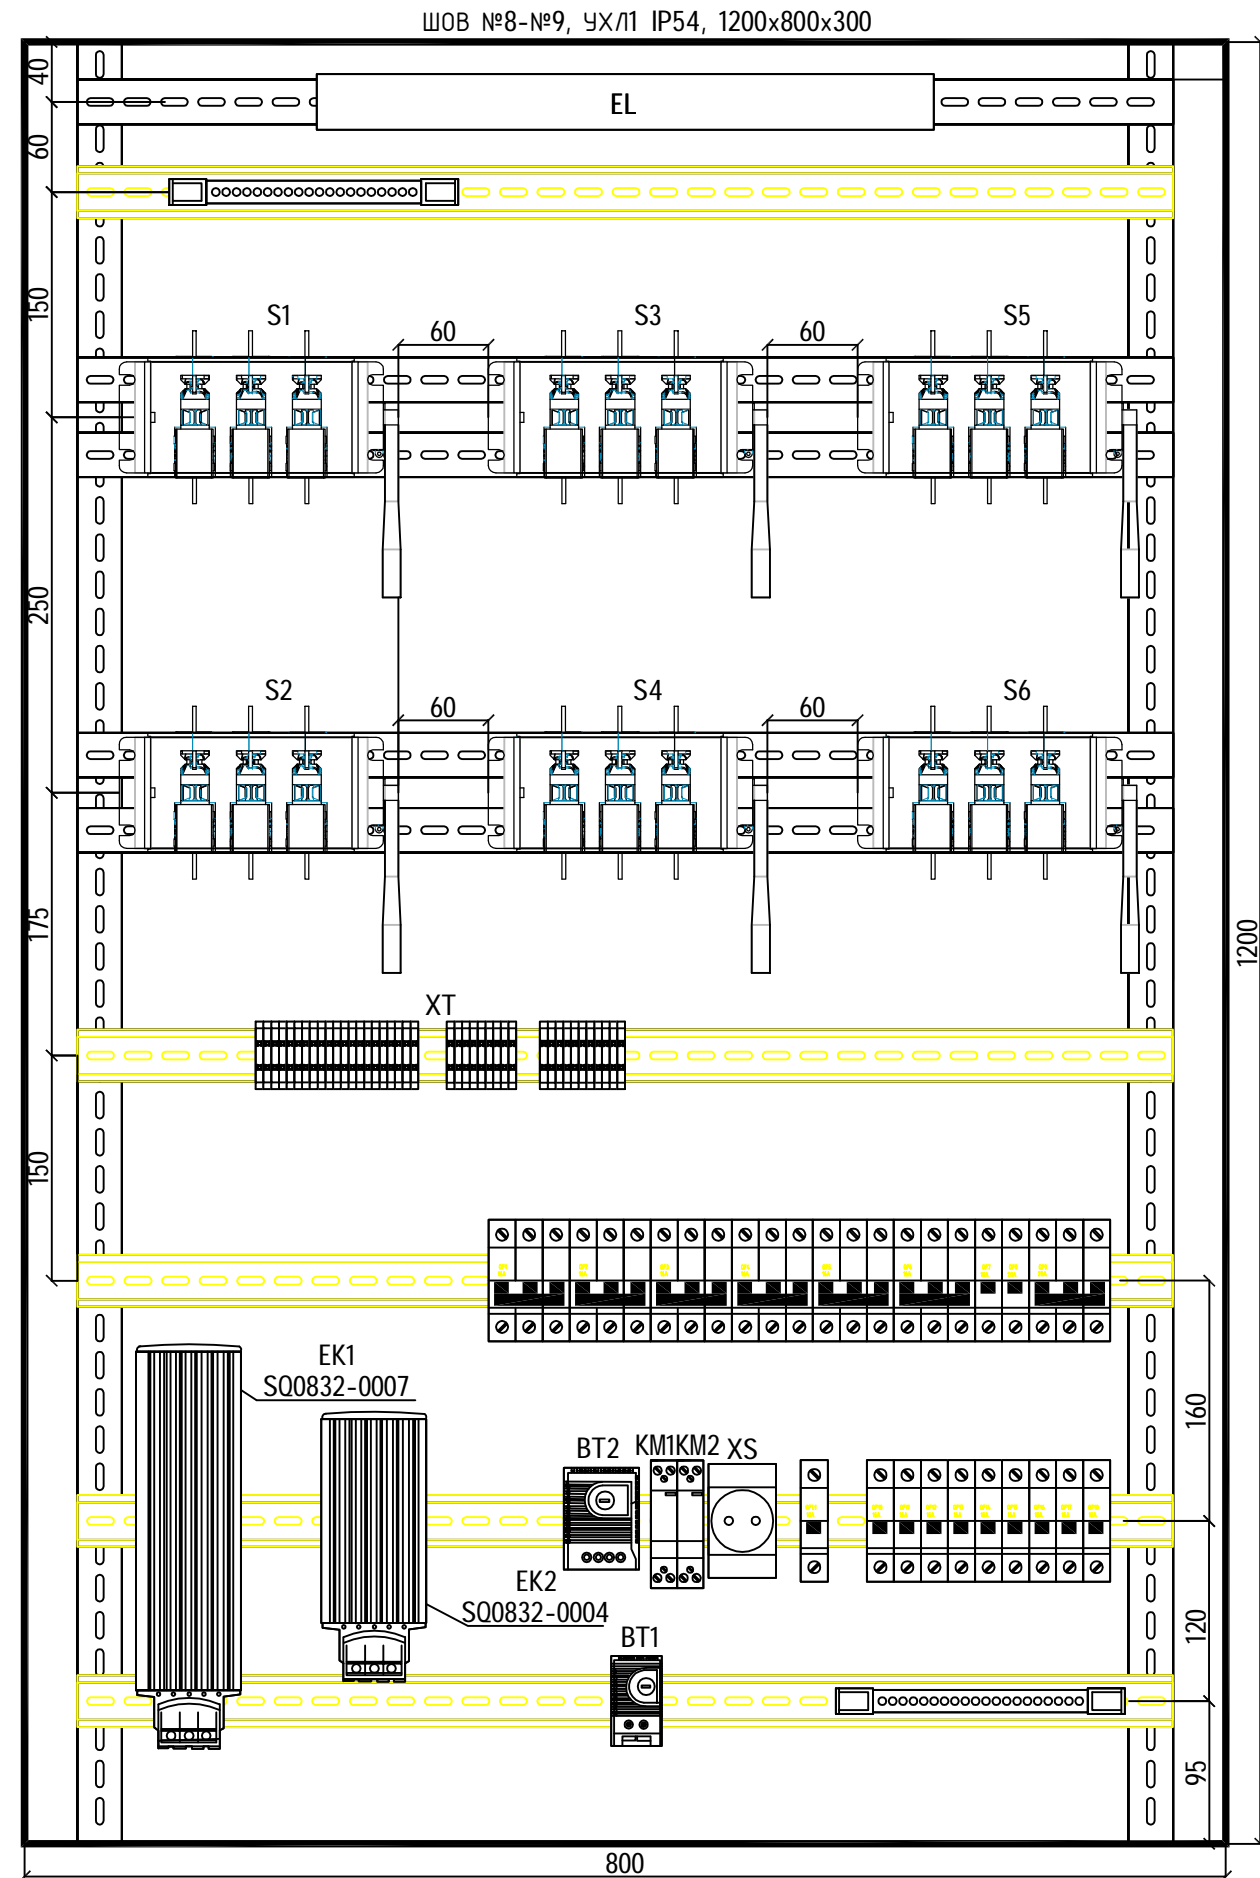 ШОВ №8-№9, УХЛ1 IP54, 1200x800x300
40
EL
60
150
S1
S3
S5
60
60
250
S2
S4
S6
60
60
175
1200
XT
150
EK1
SQ0832-0007
160
BT2
KM1KM2
XS
EK2
SQ0832-0004
BT1
120
95
800